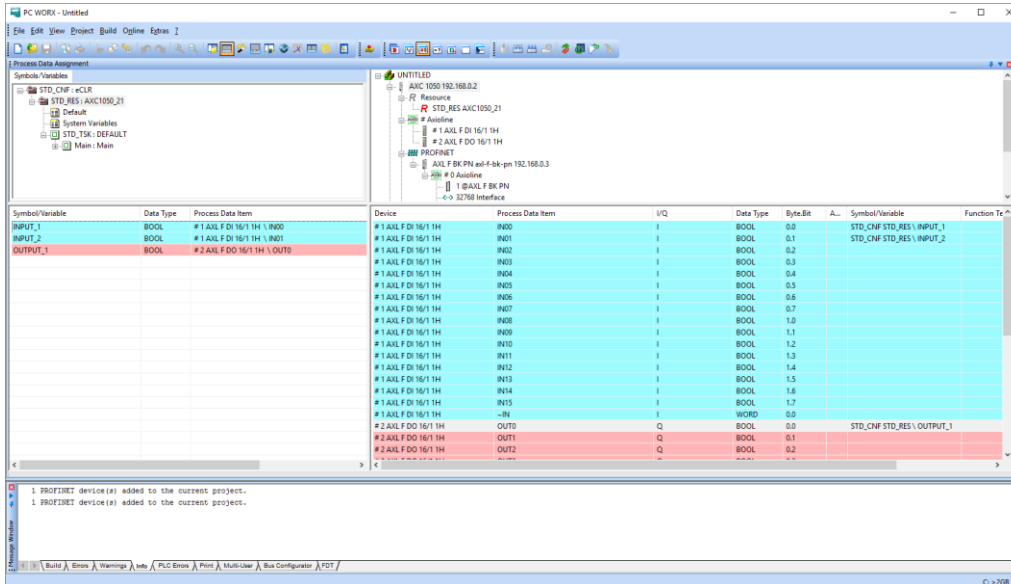 PC WORX - Untitled
File Edit View Project Build Online Extras ?
Process Data Assignment
Symbols/Variables
STD_CNF : eCLR
STD_RES : AXC1050_21
Default
System Variables
STD_TSK : DEFAULT
Main : Main
UNTITLED
AXC 1050 192.168.0.2
Resource
STD_RES AXC1050_21
# Axioline
# 1 AXL F DI 16/1 1H
# 2 AXL F DO 16/1 1H
PROFINET
AXL F BK PN axl-f-bk-pn 192.168.0.3
# 0 Axioline
1 @AXL F BK PN
32768 Interface
Symbol/Variable Data Type Process Data Item
INPUT_1 BOOL # 1 AXL F DI 16/1 1H \ IN00
INPUT_2 BOOL # 1 AXL F DI 16/1 1H \ IN01
OUTPUT_1 BOOL # 2 AXL F DO 16/1 1H \ OUT0
Device Process Data Item I/Q Data Type Byte.Bit A... Symbol/Variable Function Te
# 1 AXL F DI 16/1 1H IN00 I BOOL 0.0 STD_CNF STD_RES \ INPUT_1
# 1 AXL F DI 16/1 1H IN01 I BOOL 0.1 STD_CNF STD_RES \ INPUT_2
# 1 AXL F DI 16/1 1H IN02 I BOOL 0.2
# 1 AXL F DI 16/1 1H IN03 I BOOL 0.3
# 1 AXL F DI 16/1 1H IN04 I BOOL 0.4
# 1 AXL F DI 16/1 1H IN05 I BOOL 0.5
# 1 AXL F DI 16/1 1H IN06 I BOOL 0.6
# 1 AXL F DI 16/1 1H IN07 I BOOL 0.7
# 1 AXL F DI 16/1 1H IN08 I BOOL 1.0
# 1 AXL F DI 16/1 1H IN09 I BOOL 1.1
# 1 AXL F DI 16/1 1H IN10 I BOOL 1.2
# 1 AXL F DI 16/1 1H IN11 I BOOL 1.3
# 1 AXL F DI 16/1 1H IN12 I BOOL 1.4
# 1 AXL F DI 16/1 1H IN13 I BOOL 1.5
# 1 AXL F DI 16/1 1H IN14 I BOOL 1.6
# 1 AXL F DI 16/1 1H IN15 I BOOL 1.7
# 1 AXL F DI 16/1 1H ~IN I WORD 0.0
# 2 AXL F DO 16/1 1H OUT0 Q BOOL 0.0 STD_CNF STD_RES \ OUTPUT_1
# 2 AXL F DO 16/1 1H OUT1 Q BOOL 0.1
# 2 AXL F DO 16/1 1H OUT2 Q BOOL 0.2
1 PROFINET device(s) added to the current project.
1 PROFINET device(s) added to the current project.
Message Window
Build Errors Warnings Info PLC Errors Print Multi-User Bus Configurator FDT
C: >2GB